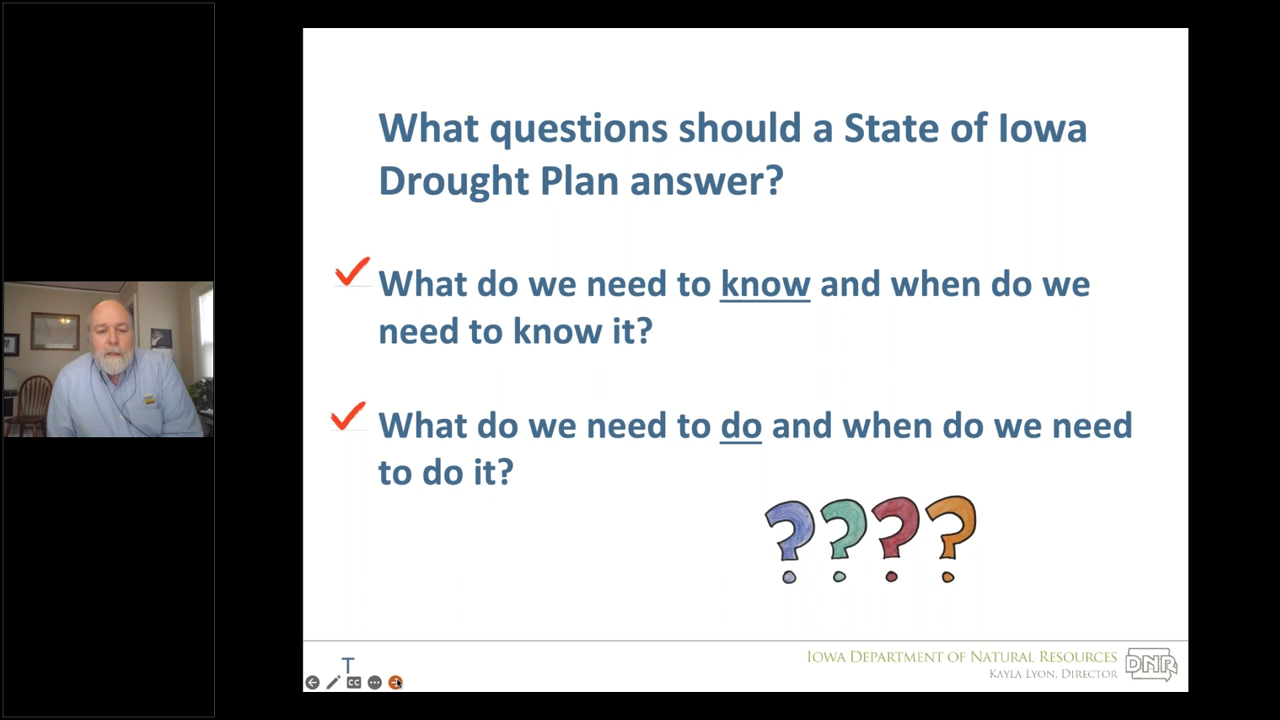 What questions should a State of Iowa
Drought Plan answer?
What do we need to know and when do we
need to know it?
What do we need to do and when do we need
to do it?
????
T
CC
IOWA DEPARTMENT OF NATURAL RESOURCES
KAYLA LYON, DIRECTOR
DNR